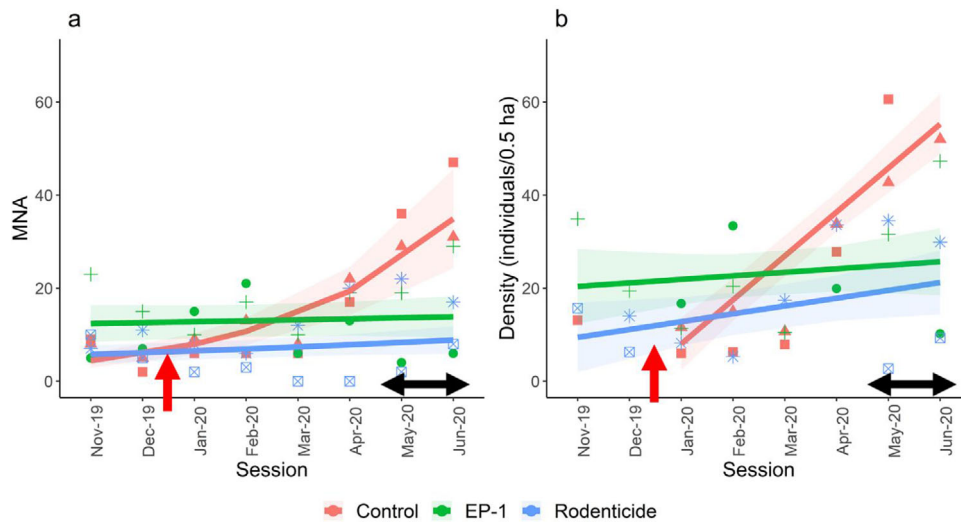 a
MNA
60
40
20
0
Nov-19
Dec-19
Jan-20
Feb-20
Mar-20
Apr-20
May-20
Jun-20
Session
b
Density (individuals/0.5 ha)
60
40
20
0
Nov-19
Dec-19
Jan-20
Feb-20
Mar-20
Apr-20
May-20
Jun-20
Session
Control EP-1 Rodenticide